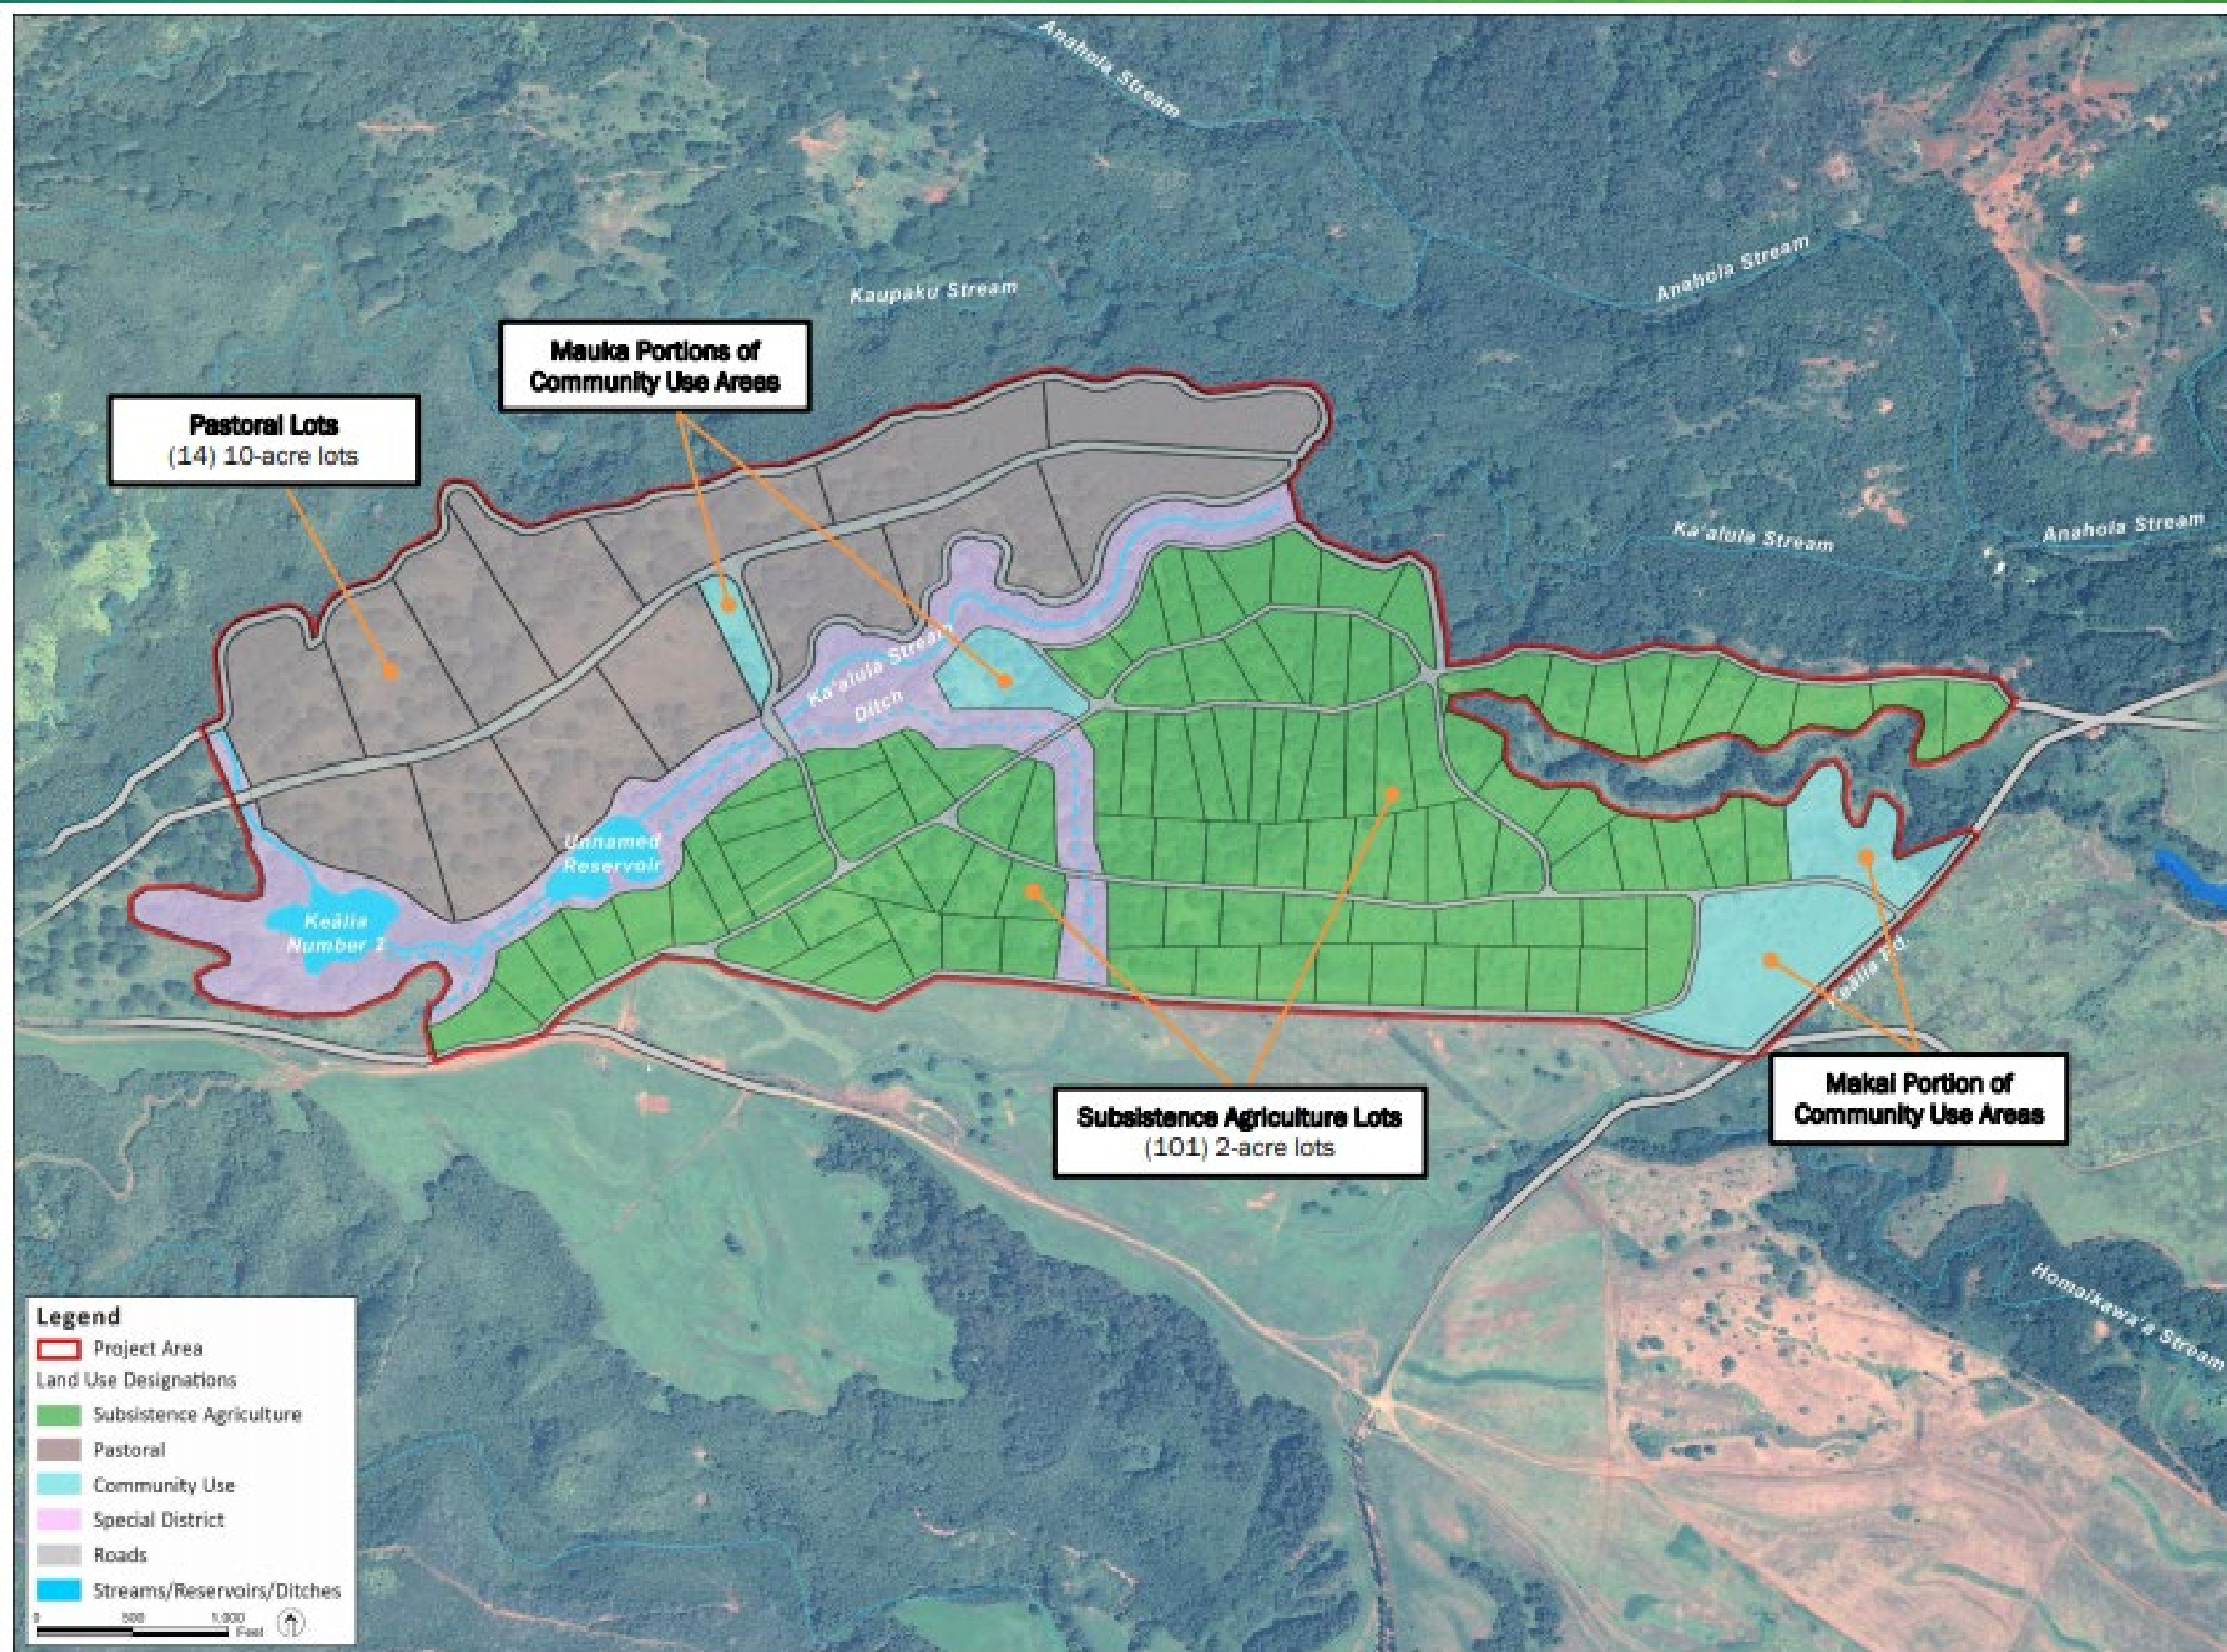 Anahola Stream
Anahola Stream
Kaupaku Stream
Mauka Portions of
Community Use Areas
Pastoral Lots
(14) 10-acre lots
Ka'alula Stream
Anahola Stream
Ka'alula Stream
Ditch
Unnamed
Reservoir
Keālia
Number 2
Kealia Rd.
Makai Portion of
Community Use Areas
Subsistence Agriculture Lots
(101) 2-acre lots
Homaikawa'a Stream
Legend
Project Area
Land Use Designations
Subsistence Agriculture
Pastoral
Community Use
Special District
Roads
Streams/Reservoirs/Ditches
0 500 1,000
Feet